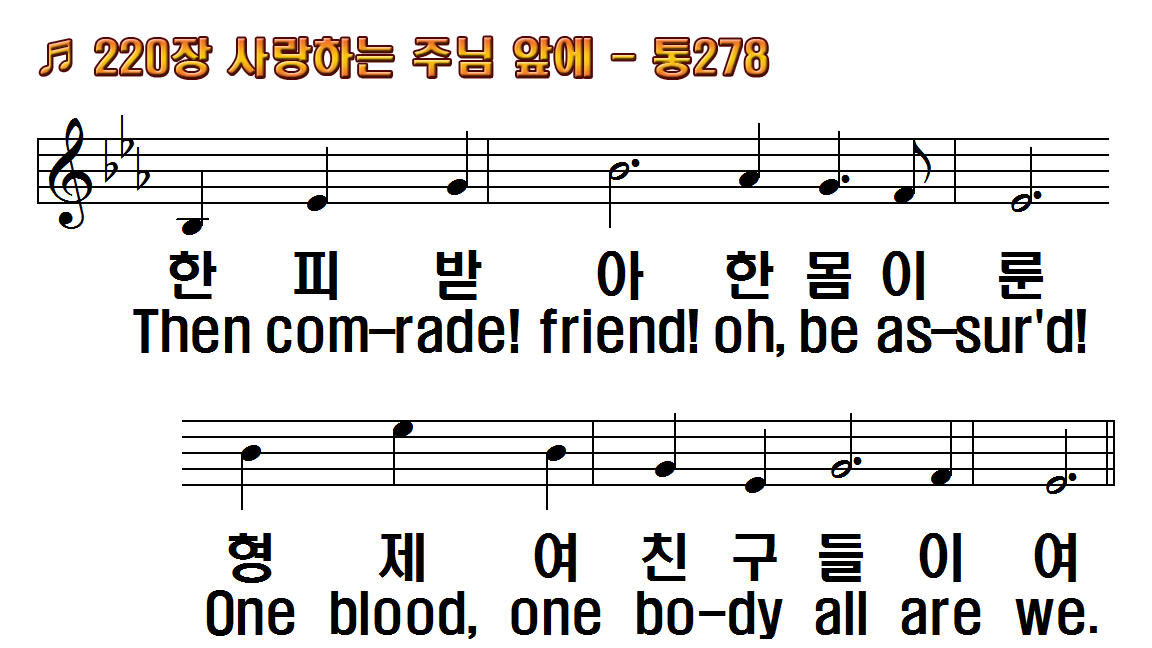 ♬ 220장 사랑하는 주님 앞에 - 통278
한 피 받 아 한 몸 이 룬
Then com-rade! friend! oh, be as-sur'd!
형 제 여 친 구 들 이 여
One blood, one bo-dy all are we.